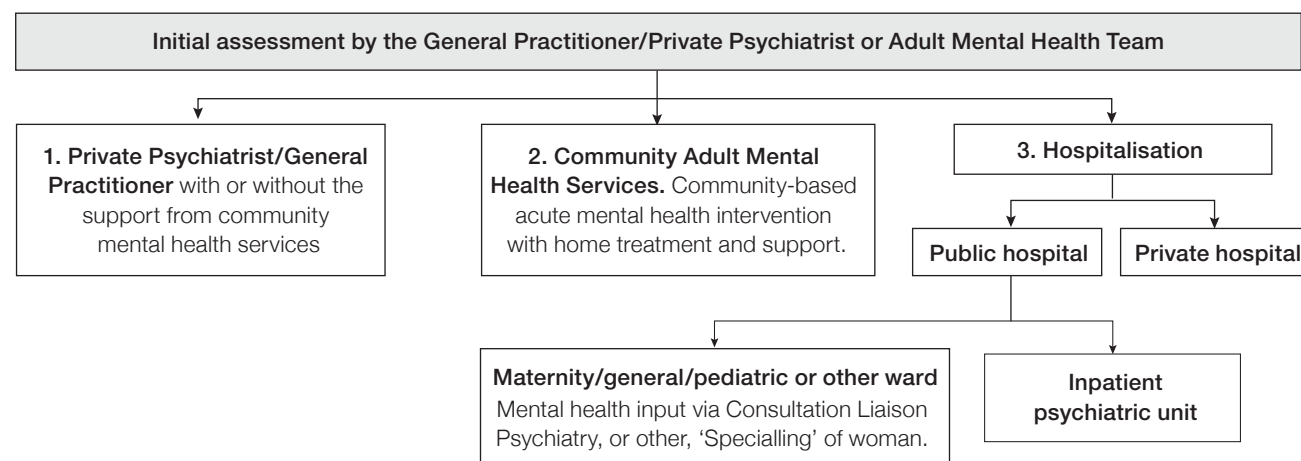 Initial assessment by the General Practitioner/Private Psychiatrist or Adult Mental Health Team
1. Private Psychiatrist/General
Practitioner with or without the
support from community
mental health services
2. Community Adult Mental
Health Services. Community-based
acute mental health intervention
with home treatment and support.
3. Hospitalisation
Public hospital
Private hospital
Maternity/general/pediatric or other ward
Mental health input via Consultation Liaison
Psychiatry, or other, ‘Specialling’ of woman.
Inpatient
psychiatric unit